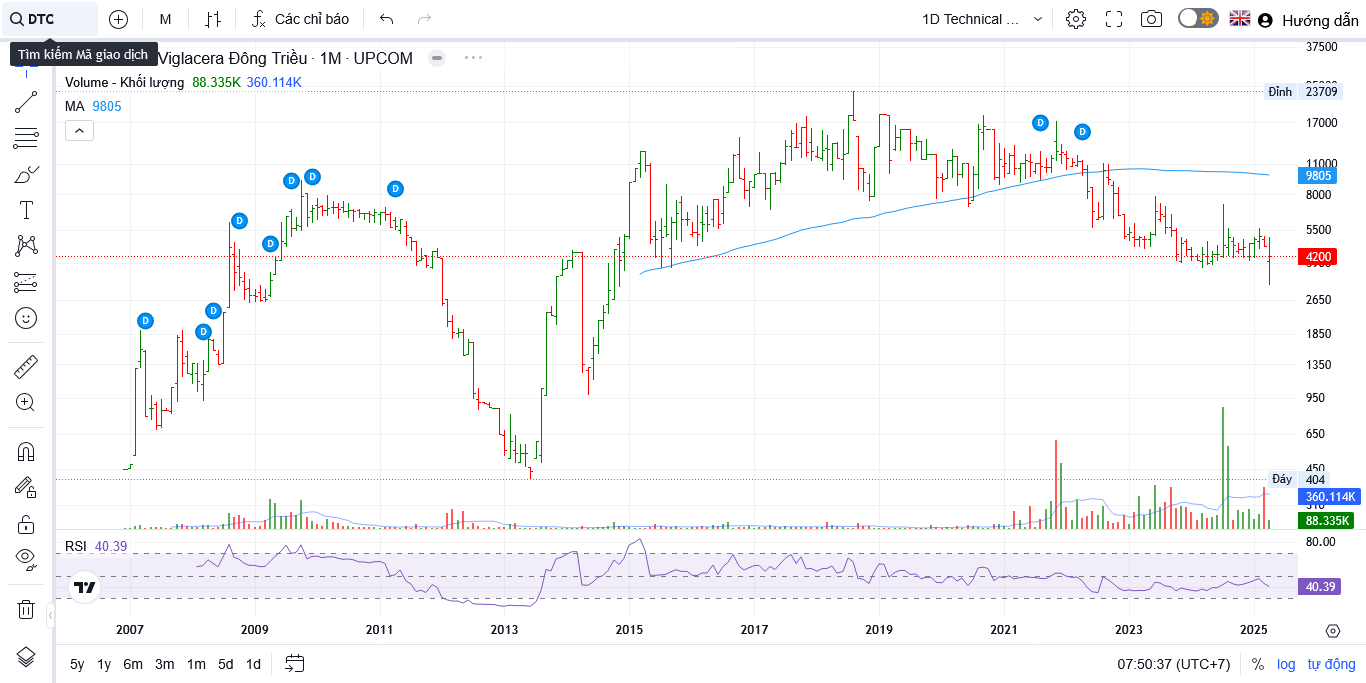 DTC
M
Các chỉ báo
1D Technical ...
Hướng dẫn
Tìm kiếm Mã giao dịch
Viglacera Đông Triều · 1M · UPCOM
Volume - Khối lượng 88.335K 360.114K
MA 9805
37500
Đỉnh 23709
17000
11000
9805
8000
5500
4200
2650
1850
1350
950
650
450
Đáy 404
360.114K
310
88.335K
D
D
D
D
D
D
D
D
D
D
RSI 40.39
80.00
40.39
2007 2009 2011 2013 2015 2017 2019 2021 2023 2025
5y 1y 6m 3m 1m 5d 1d
07:50:37 (UTC+7) % log tự động